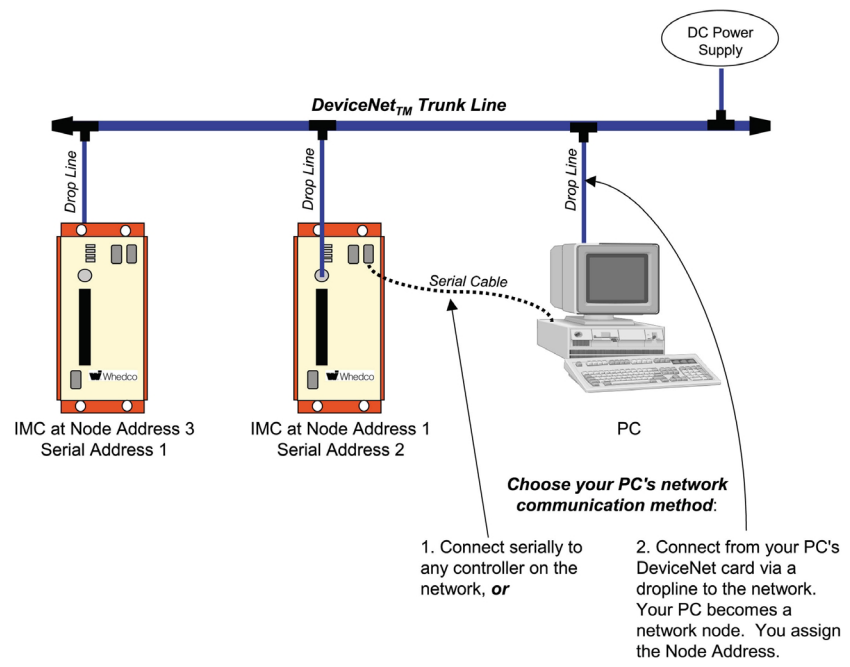 DC Power
Supply
DeviceNetTM Trunk Line
Drop Line
Drop Line
Drop Line
Serial Cable
Whedco
Whedco
IMC at Node Address 3
Serial Address 1
IMC at Node Address 1
Serial Address 2
PC
Choose your PC's network
communication method:
1. Connect serially to
any controller on the
network, or
2. Connect from your PC's
DeviceNet card via a
dropline to the network.
Your PC becomes a
network node.  You assign
the Node Address.